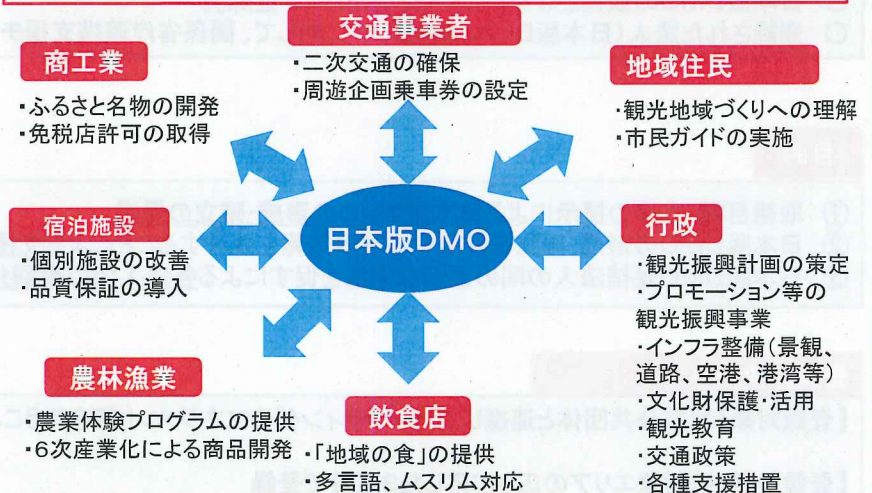 交通事業者
・二次交通の確保
・周遊企画乗車券の設定
商工業
・ふるさと名物の開発
・免税店許可の取得
地域住民
・観光地域づくりへの理解
・市民ガイドの実施
宿泊施設
・個別施設の改善
・品質保証の導入
日本版DMO
行政
・観光振興計画の策定
・プロモーション等の
観光振興事業
・インフラ整備(景観、
道路、空港、港湾等)
・文化財保護・活用
・観光教育
・交通政策
・各種支援措置
農林漁業
・農業体験プログラムの提供
・6次産業化による商品開発
飲食店
・「地域の食」の提供
・多言語、ムスリム対応